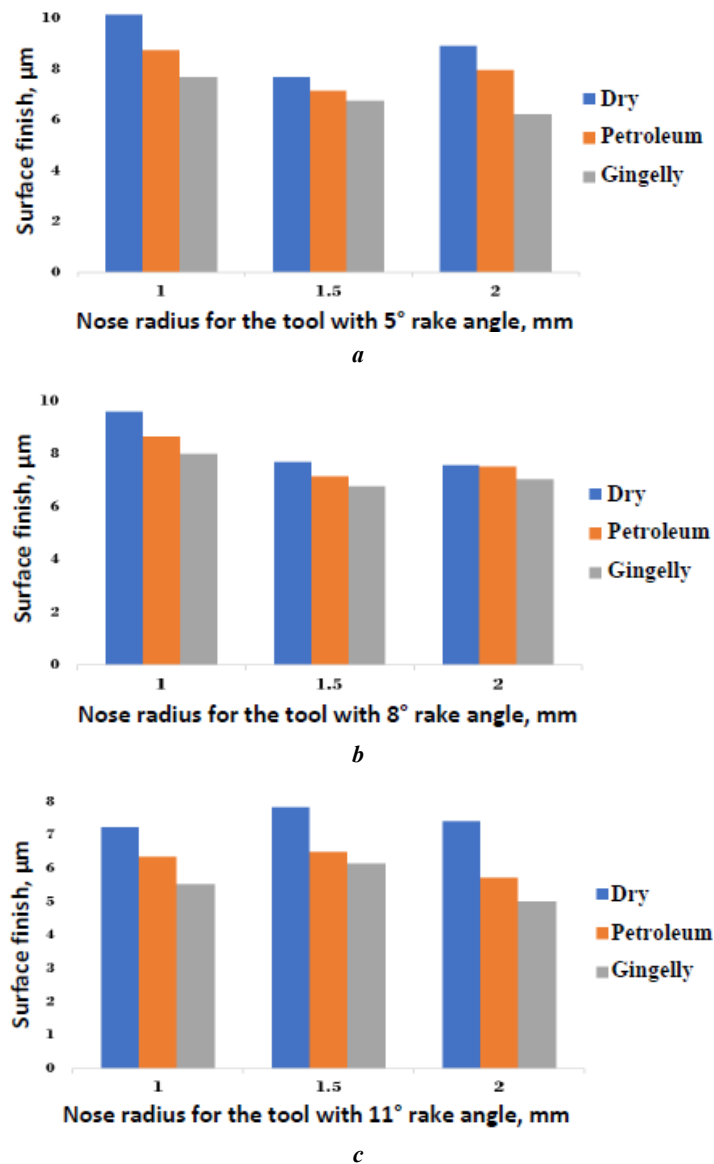 10
8
6
4
2
0
Surface finish, μm
1
1.5
2
Dry
Petroleum
Gingelly
Nose radius for the tool with 5° rake angle, mm
a
10
8
6
4
2
0
Surface finish, μm
1
1.5
2
Dry
Petroleum
Gingelly
Nose radius for the tool with 8° rake angle, mm
b
8
7
6
5
4
3
2
1
0
Surface finish, μm
1
1.5
2
Dry
Petroleum
Gingelly
Nose radius for the tool with 11° rake angle, mm
c